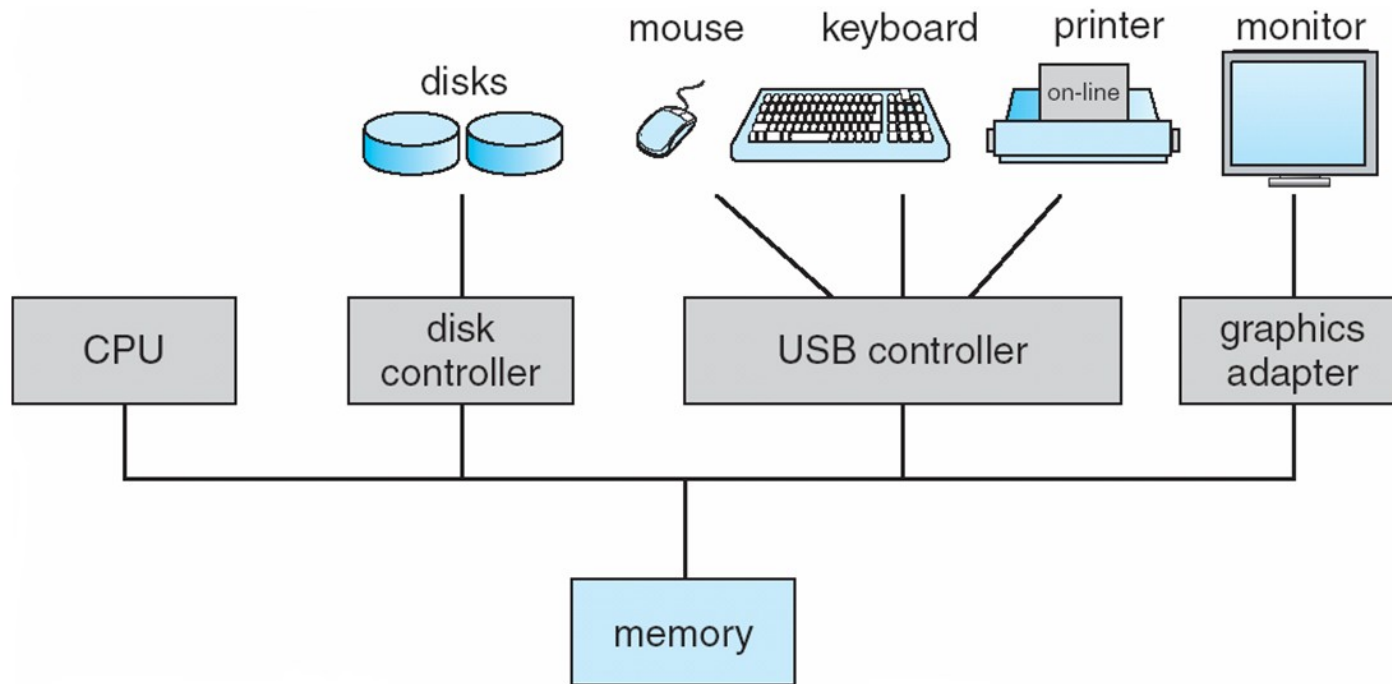 mouse
keyboard
printer
monitor
disks
on-line
CPU
disk
controller
USB controller
graphics
adapter
memory